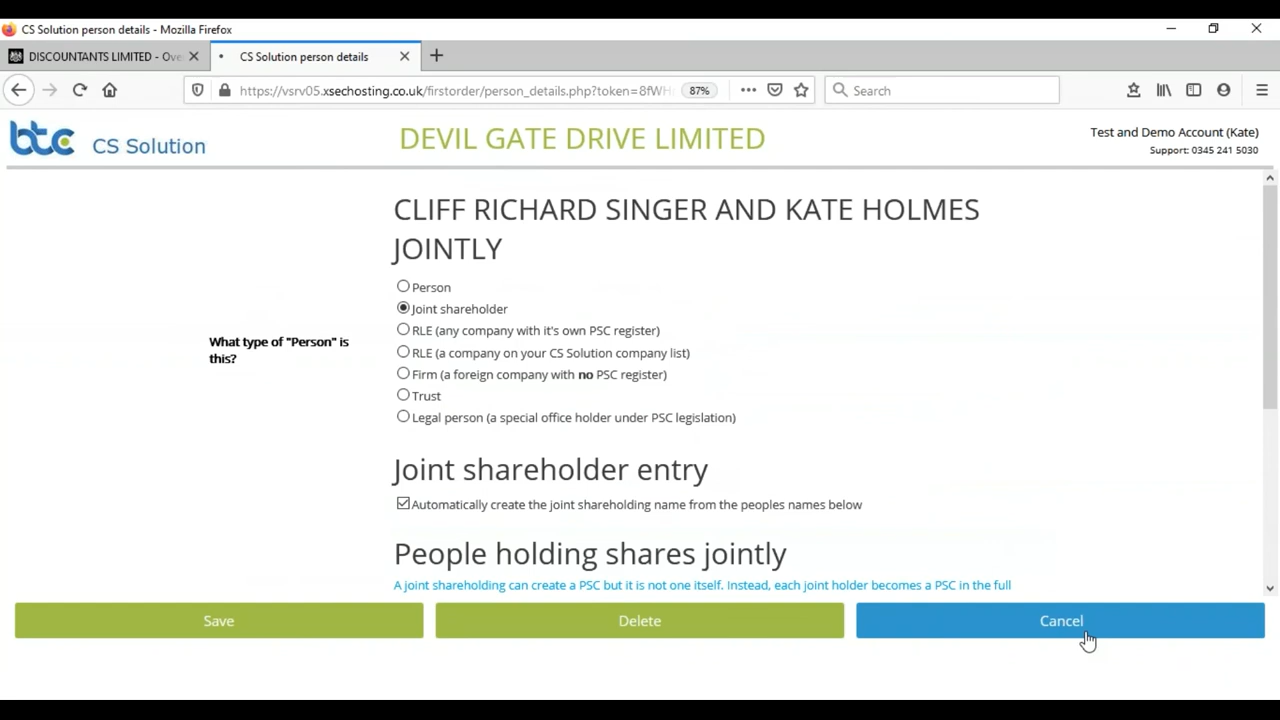 CS Solution person details - Mozilla Firefox
DISCOUNTANTS LIMITED - Ove
CS Solution person details
https://vsrv05.xsechosting.co.uk/firstorder/person_details.php?token=8fWH
87%
Search
btc CS Solution
DEVIL GATE DRIVE LIMITED
Test and Demo Account (Kate)
Support: 0345 241 5030
CLIFF RICHARD SINGER AND KATE HOLMES
JOINTLY
What type of "Person" is
this?
Person
Joint shareholder
RLE (any company with it's own PSC register)
RLE (a company on your CS Solution company list)
Firm (a foreign company with no PSC register)
Trust
Legal person (a special office holder under PSC legislation)
Joint shareholder entry
Automatically create the joint shareholding name from the peoples names below
People holding shares jointly
A joint shareholding can create a PSC but it is not one itself. Instead, each joint holder becomes a PSC in the full
Save
Delete
Cancel